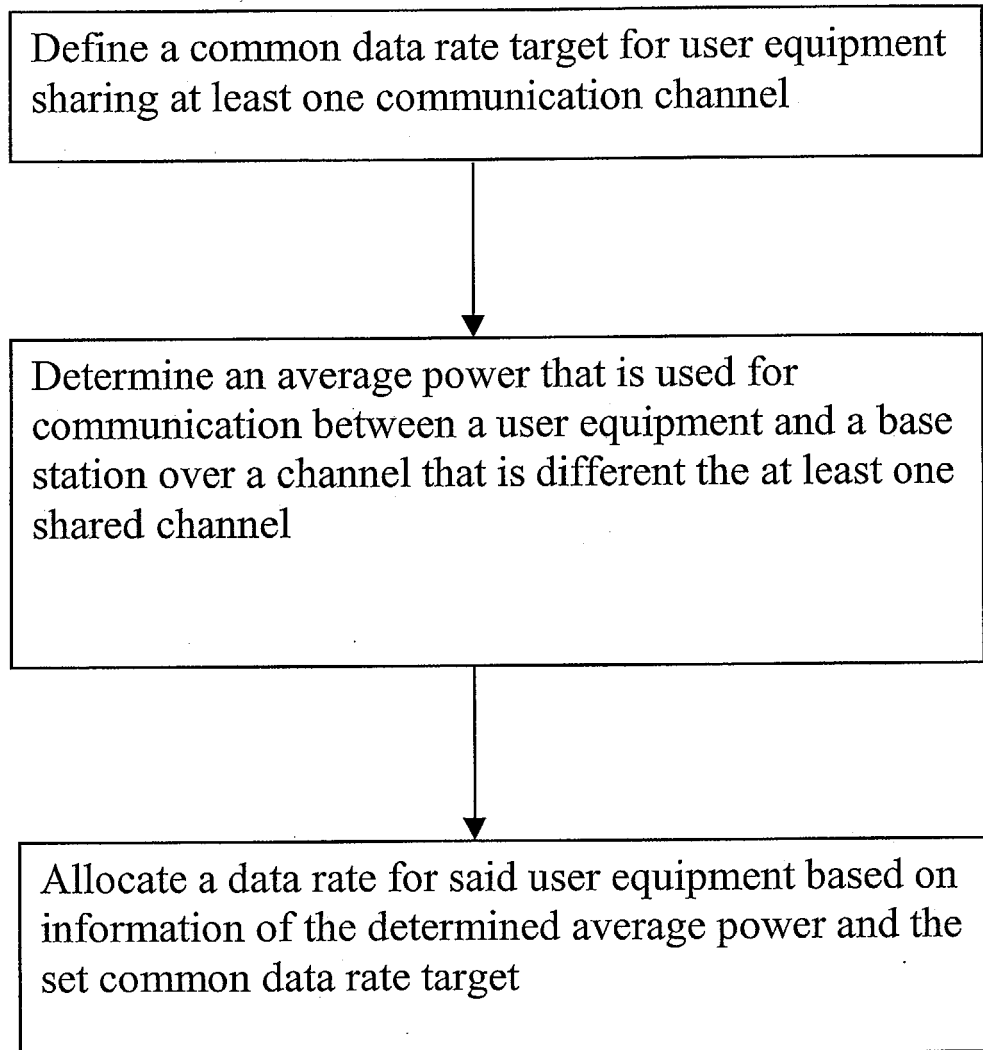 Define a common data rate target for user equipment
sharing at least one communication channel
Determine an average power that is used for
communication between a user equipment and a base
station over a channel that is different the at least one
shared channel
Allocate a data rate for said user equipment based on
information of the determined average power and the
set common data rate target